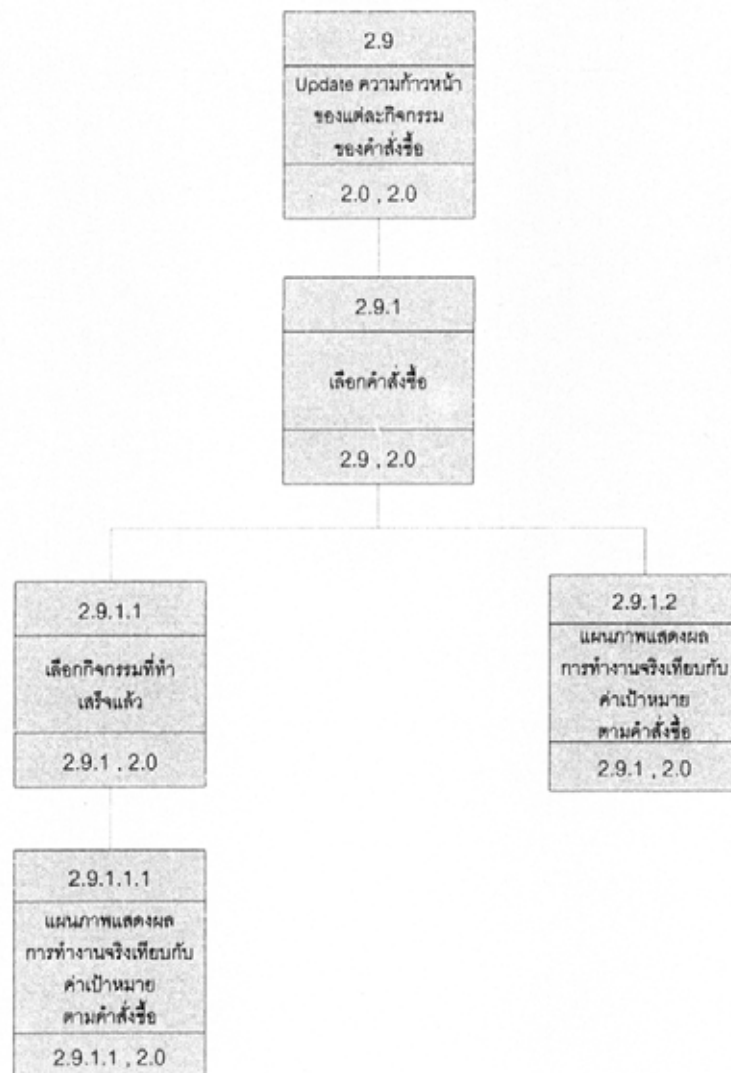 2.9
Update ความก้าวหน้า
ของแต่ละกิจกรรม
ของคำสั่งซื้อ
2.0 , 2.0
2.9.1
เลือกคำสั่งซื้อ
2.9 , 2.0
2.9.1.1
เลือกกิจกรรมที่ทำ
เสร็จแล้ว
2.9.1 , 2.0
2.9.1.2
แผนภาพแสดงผล
การทำงานจริงเทียบกับ
ค่าเป้าหมาย
ตามคำสั่งซื้อ
2.9.1 , 2.0
2.9.1.1.1
แผนภาพแสดงผล
การทำงานจริงเทียบกับ
ค่าเป้าหมาย
ตามคำสั่งซื้อ
2.9.1.1 , 2.0